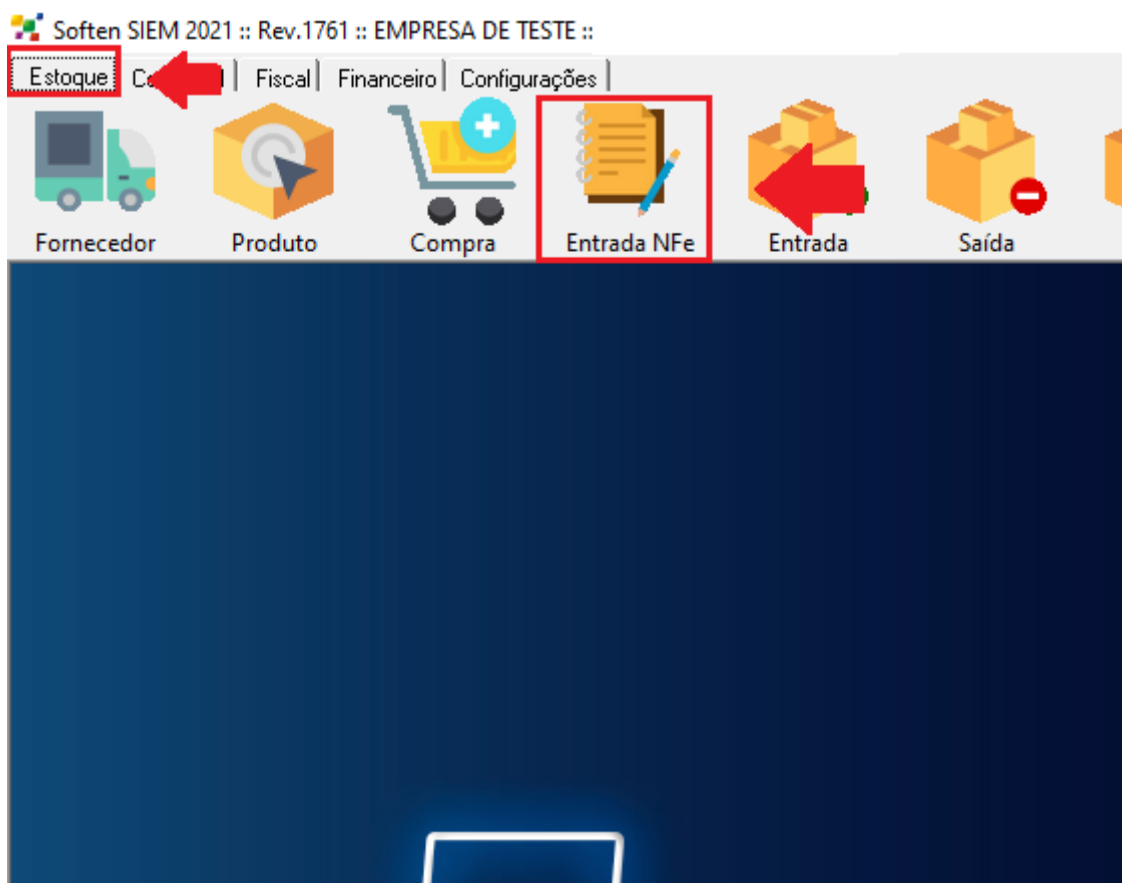 Soften SIEM 2021 :: Rev.1761 :: EMPRESA DE TESTE ::
Estoque Fiscal Financeiro Configurações
Fornecedor Produto Compra Entrada NFe Entrada Saída